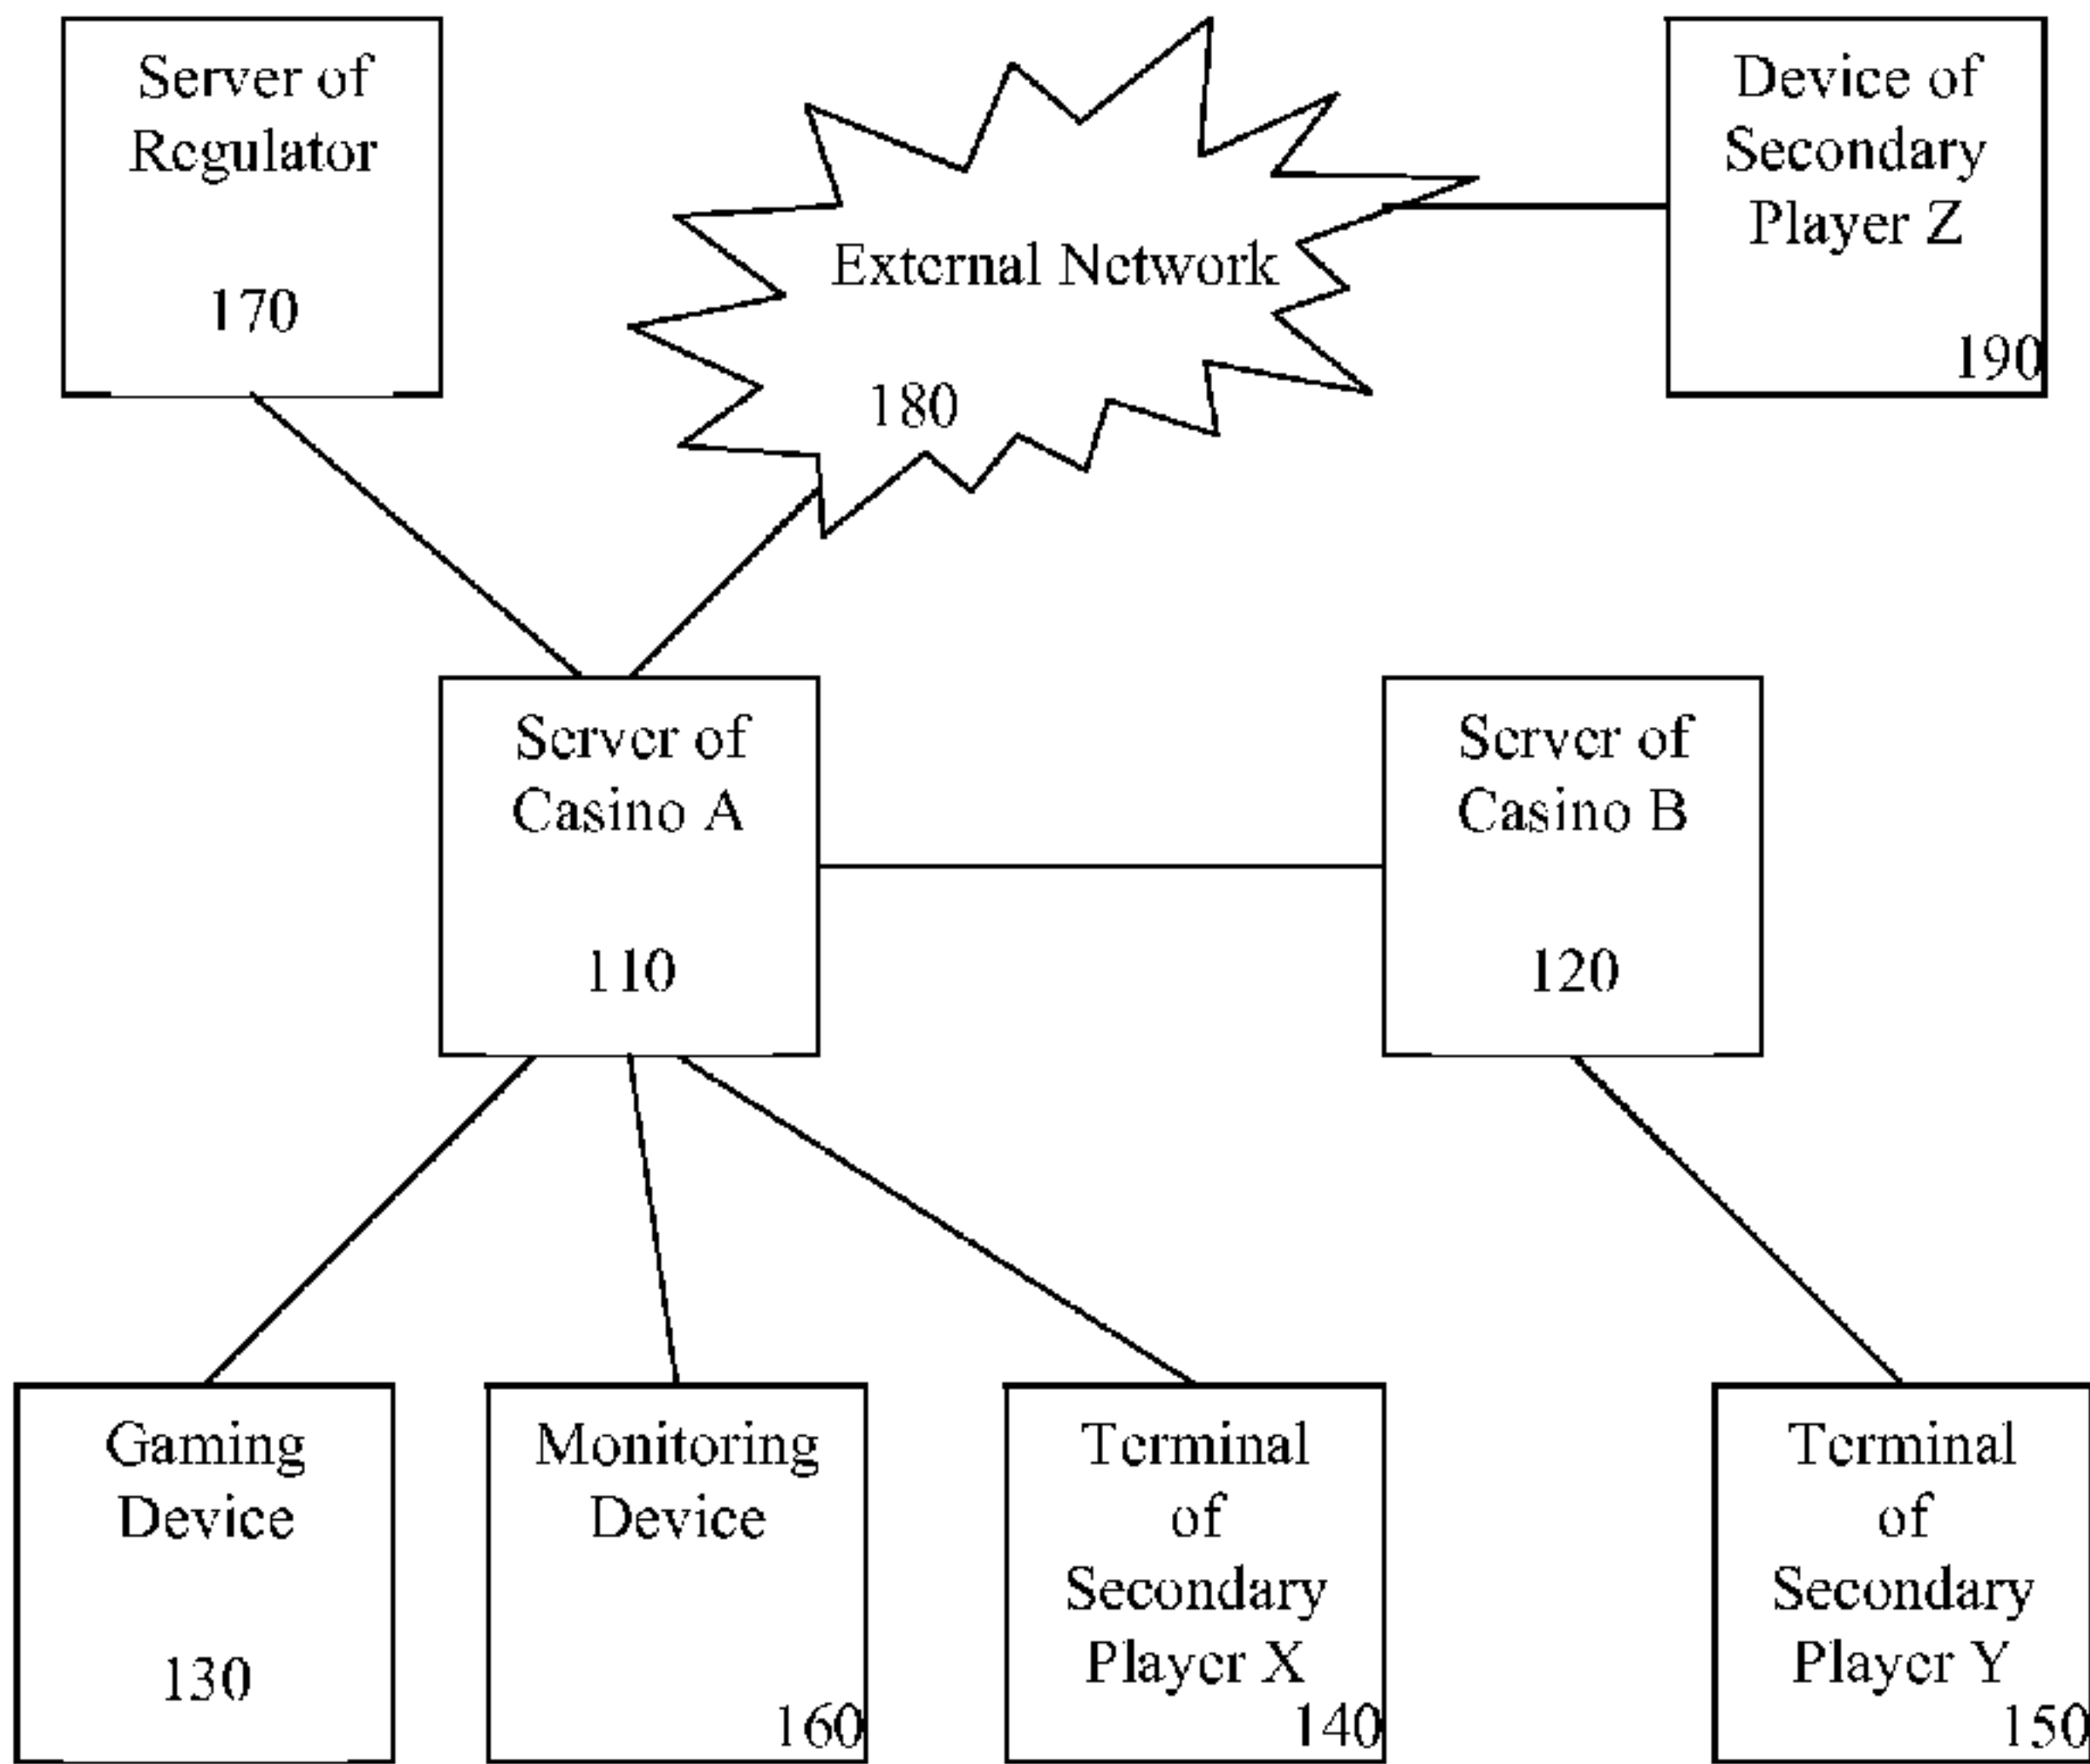 Server of
Regulator
170
External Network
180
Device of
Secondary
Player Z
190
Server of
Casino A
110
Server of
Casino B
120
Gaming
Device
130
Monitoring
Device
160
Terminal
of
Secondary
Player X
140
Terminal
of
Secondary
Player Y
150